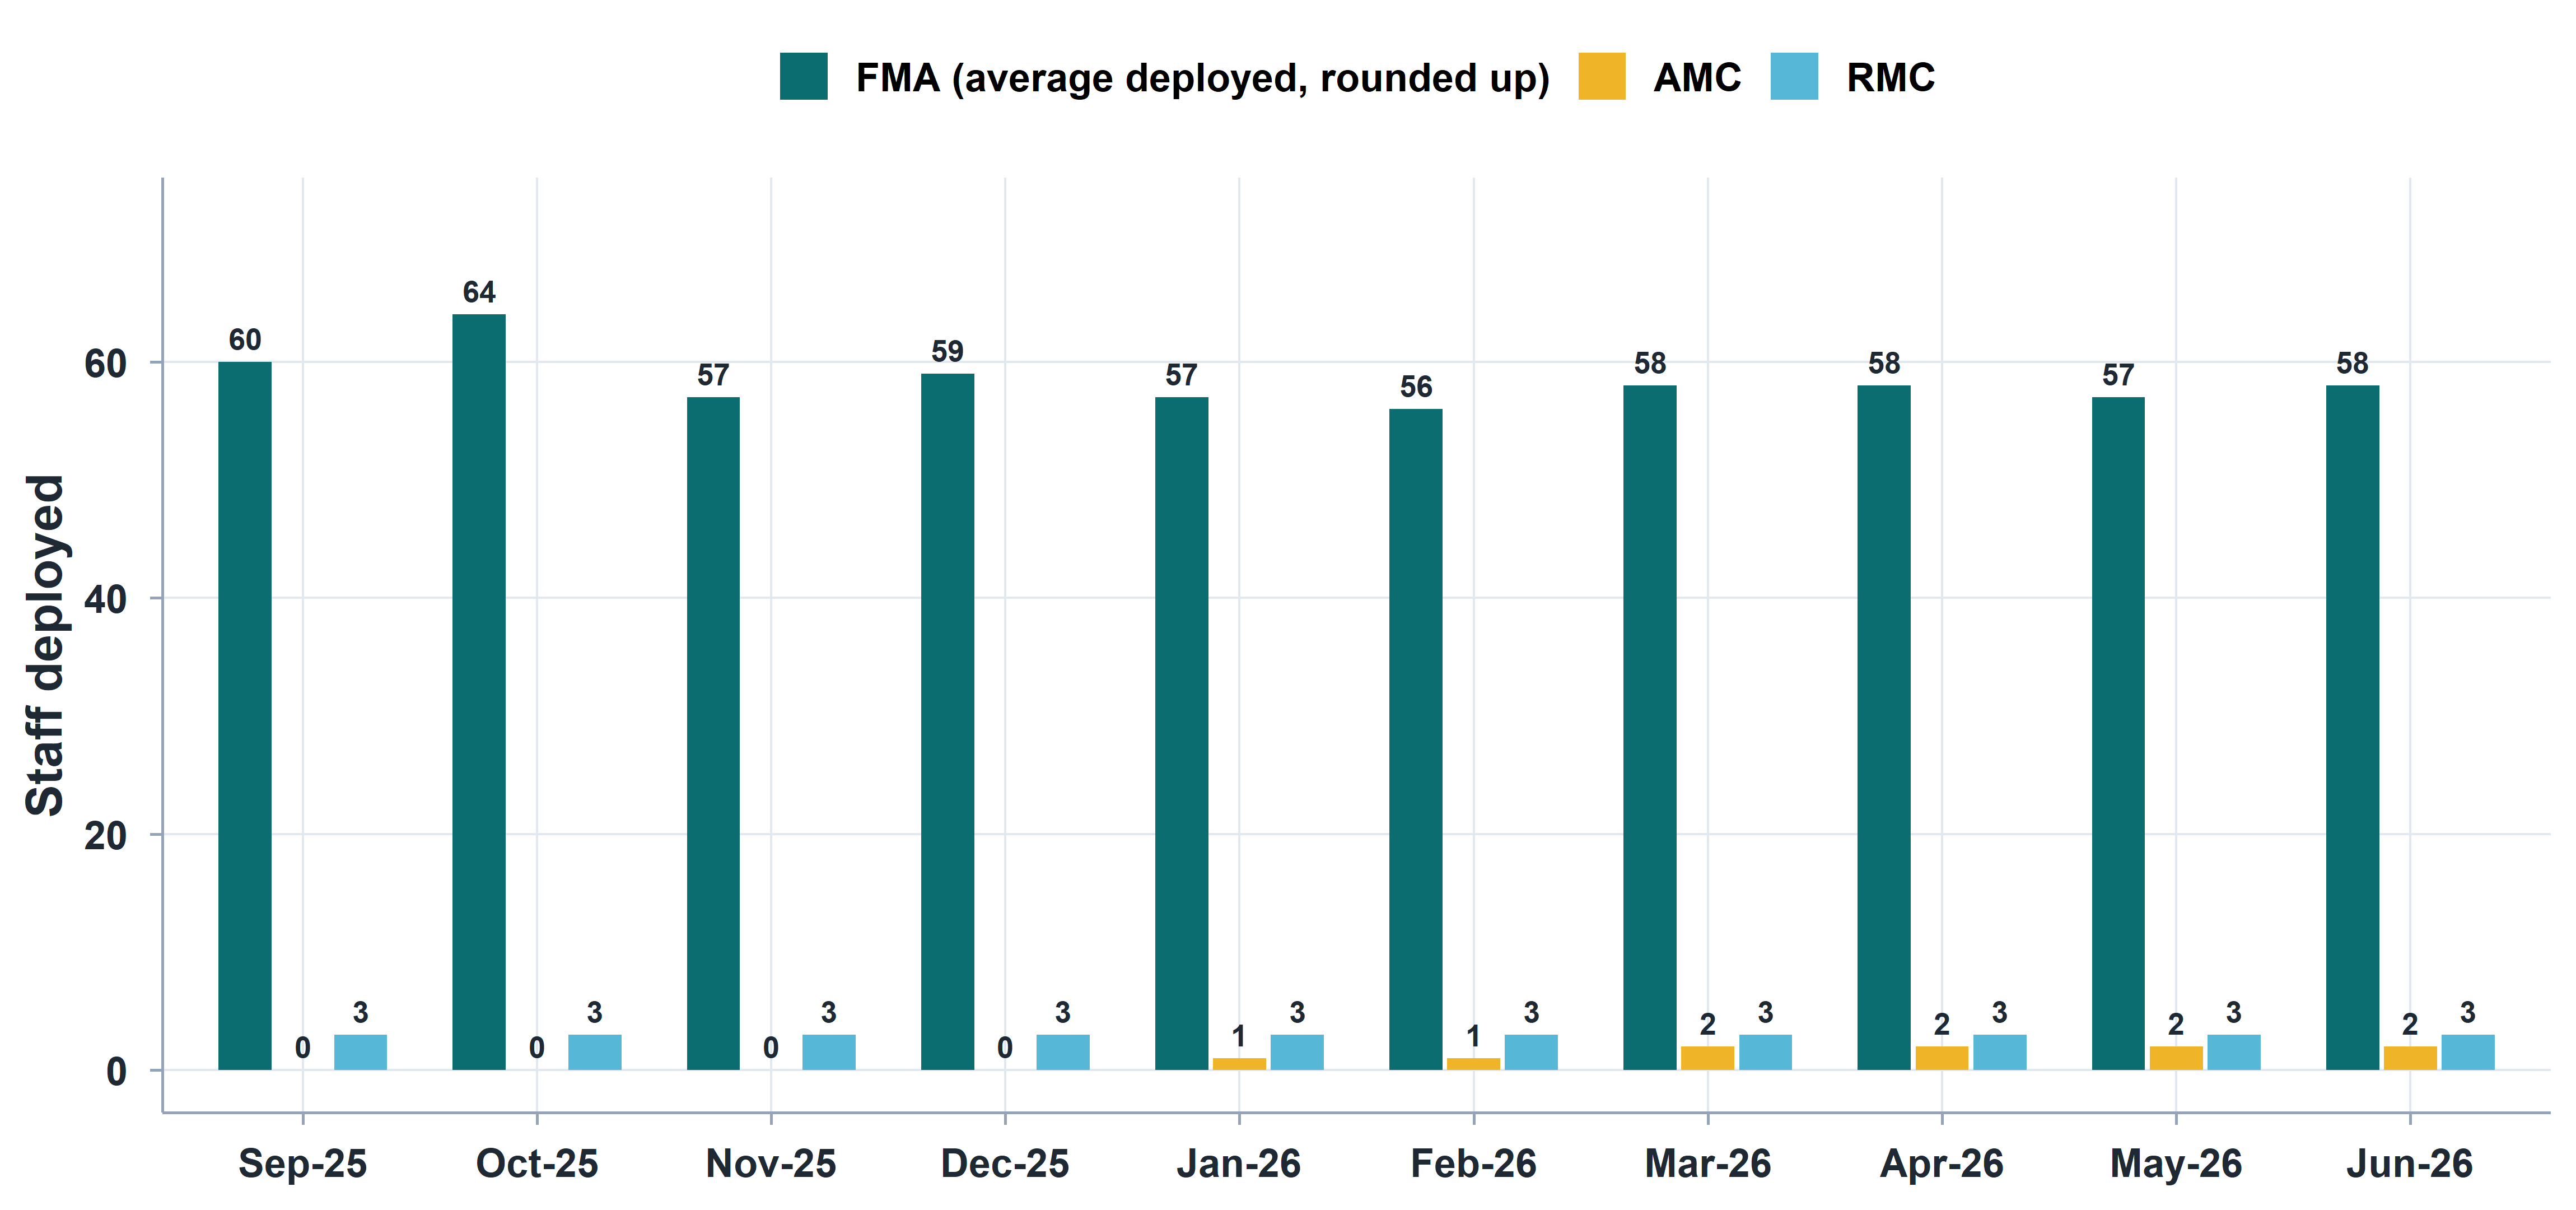 FMA (average deployed, rounded up) AMC RMC
Staff deployed
60
40
20
0
60 0 3
64 0 3
57 0 3
59 0 3
57 1 3
56 1 3
58 2 3
58 2 3
57 2 3
58 2 3
Sep-25 Oct-25 Nov-25 Dec-25 Jan-26 Feb-26 Mar-26 Apr-26 May-26 Jun-26